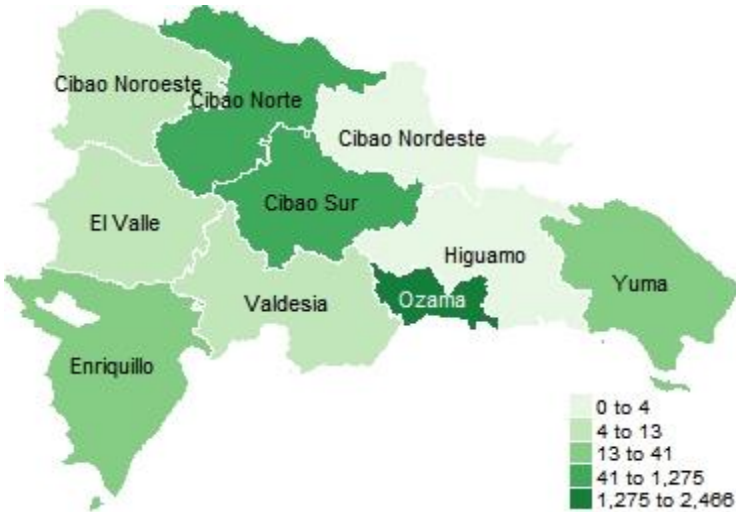 Cibao Noroeste
Cibao Norte
Cibao Nordeste
El Valle
Cibao Sur
Higuamo
Yuma
Valdesia
Ozama
Enriquillo
0 to 4
4 to 13
13 to 41
41 to 1,275
1,275 to 2,466